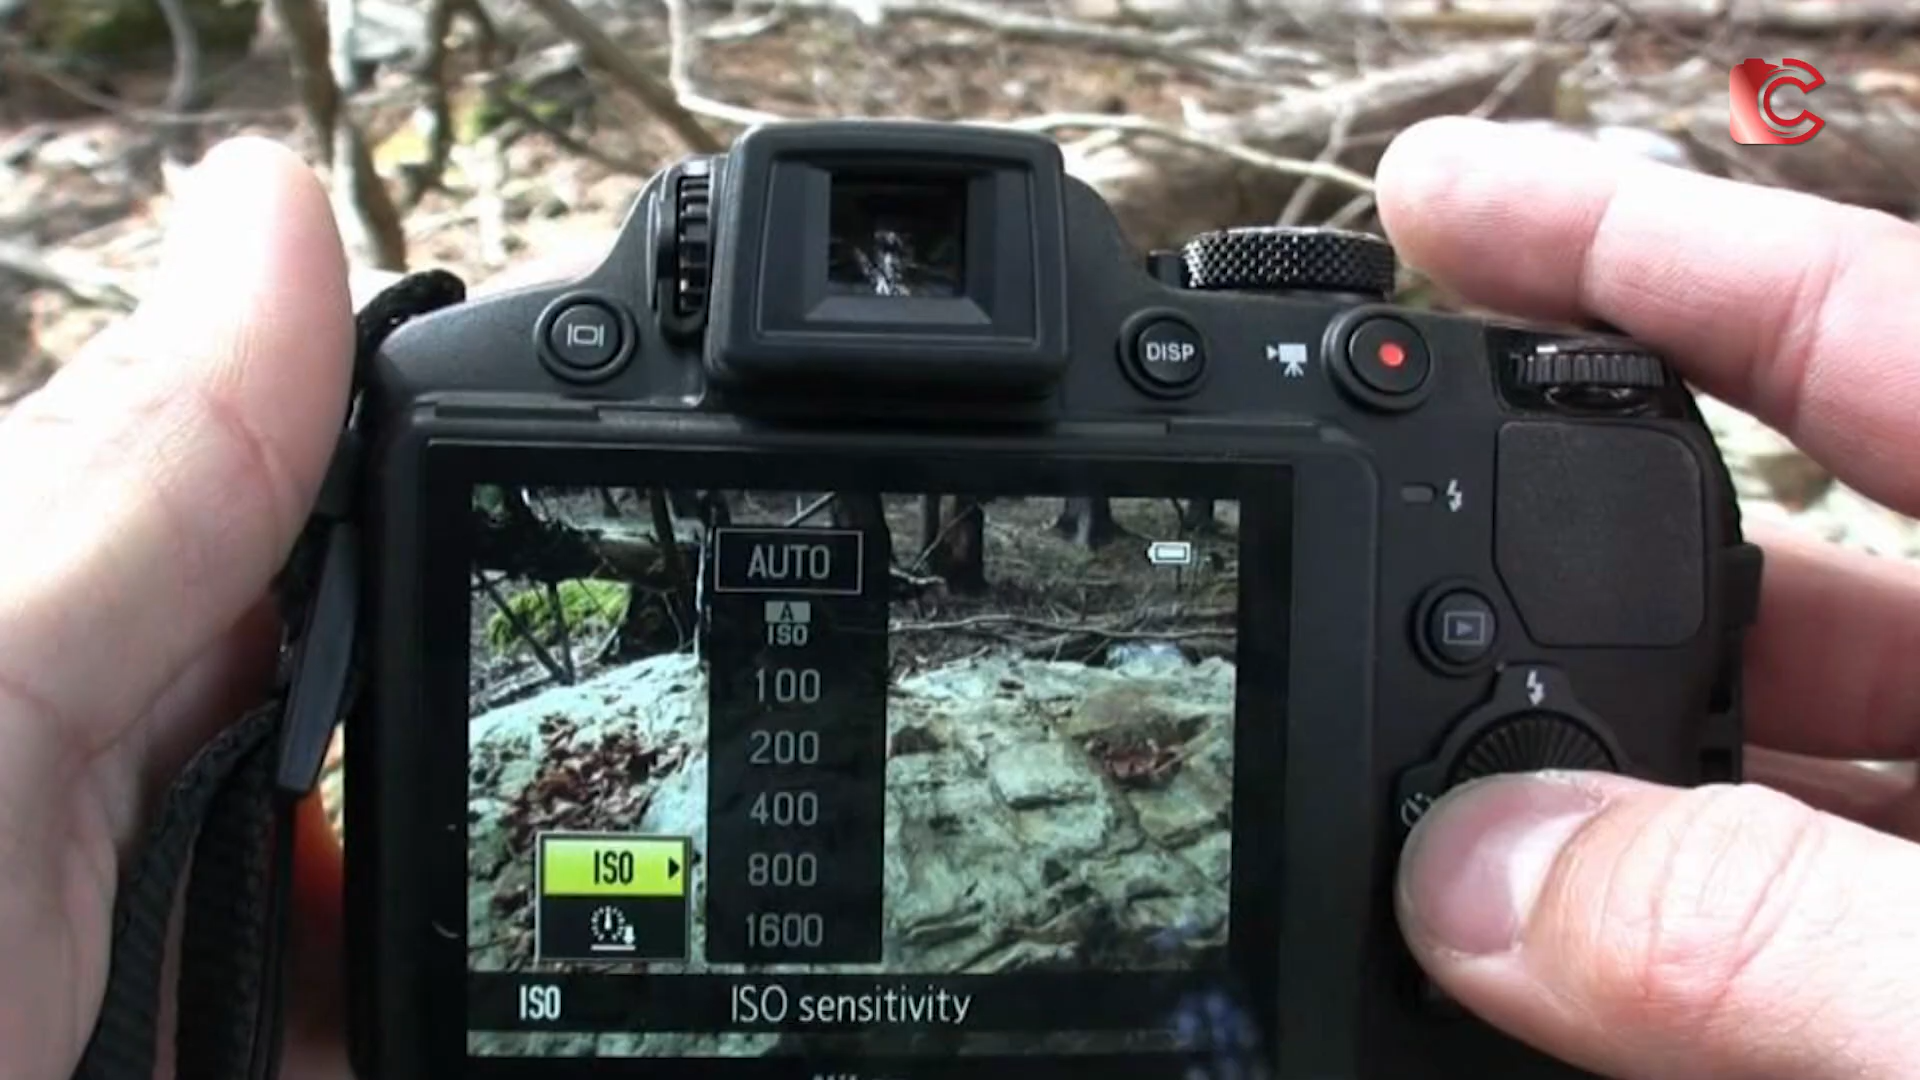 DISP
AUTO
A
ISO
100
200
400
800
1600
ISO
ISO
ISO sensitivity